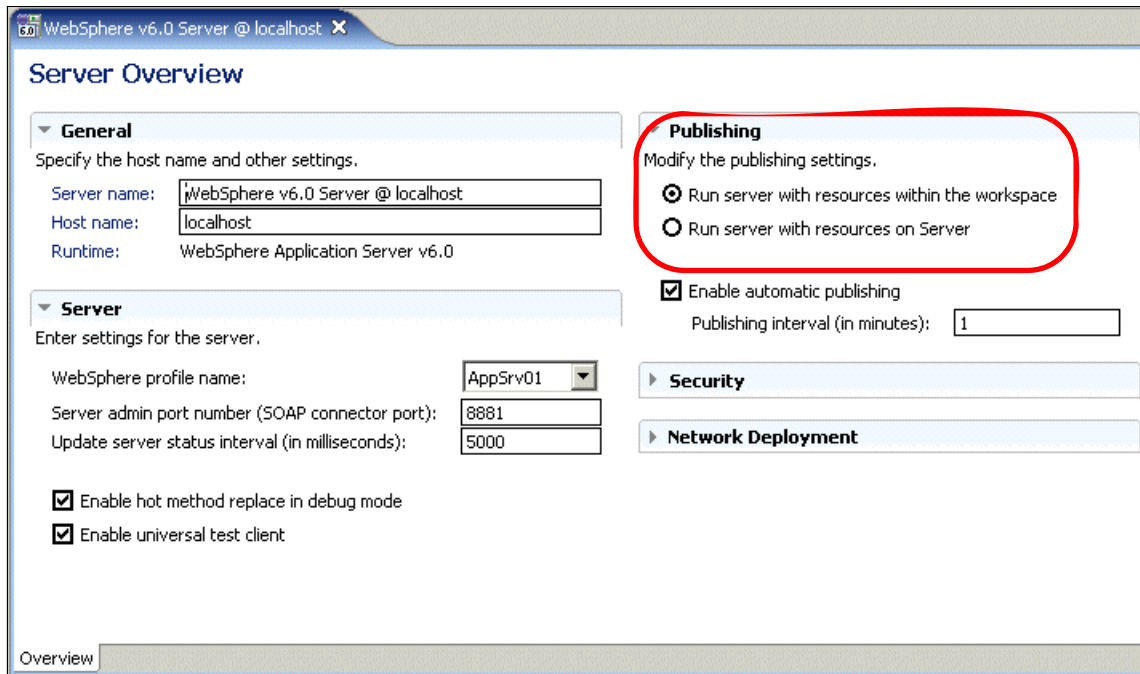 6.0 WebSphere v6.0 Server @ localhost
Server Overview
General
Specify the host name and other settings.
Server name: WebSphere v6.0 Server @ localhost
Host name: localhost
Runtime: WebSphere Application Server v6.0
Server
Enter settings for the server.
WebSphere profile name: AppSrv01
Server admin port number (SOAP connector port): 8881
Update server status interval (in milliseconds): 5000
Enable hot method replace in debug mode
Enable universal test client
Publishing
Modify the publishing settings.
Run server with resources within the workspace
Run server with resources on Server
Enable automatic publishing
Publishing interval (in minutes): 1
Security
Network Deployment
Overview